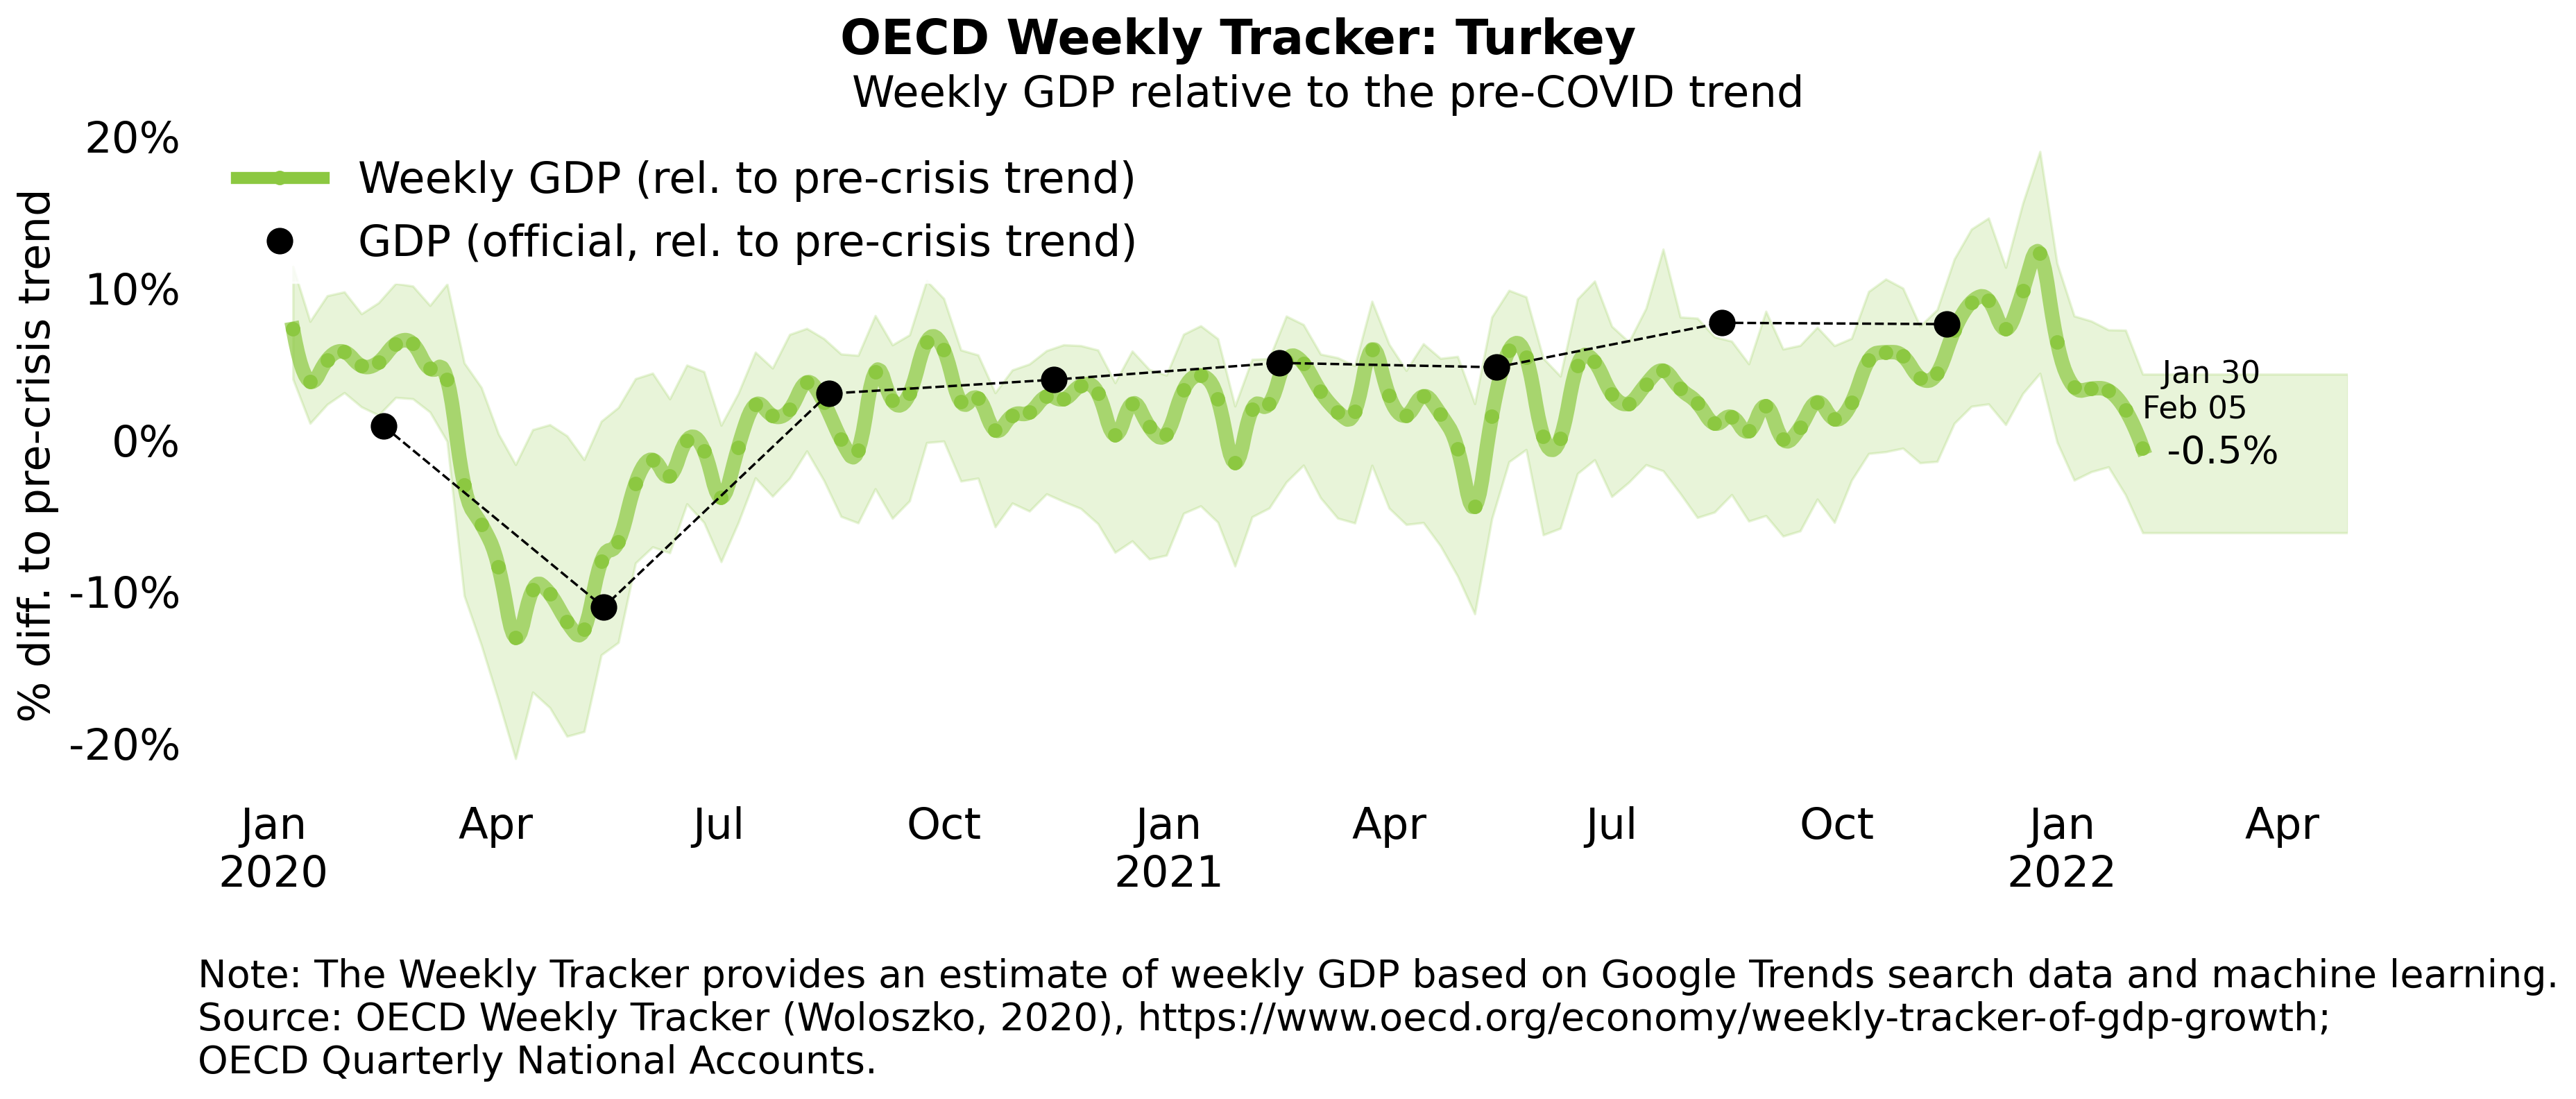 OECD Weekly Tracker: Turkey
Weekly GDP relative to the pre-COVID trend
% diff. to pre-crisis trend
20%
10%
0%
-10%
-20%
Weekly GDP (rel. to pre-crisis trend)
GDP (official, rel. to pre-crisis trend)
Jan 30
Feb 05
-0.5%
Jan Apr Jul Oct Jan Apr Jul Oct Jan Apr
2020 2021 2022
Note: The Weekly Tracker provides an estimate of weekly GDP based on Google Trends search data and machine learning.
Source: OECD Weekly Tracker (Woloszko, 2020), https://www.oecd.org/economy/weekly-tracker-of-gdp-growth;
OECD Quarterly National Accounts.